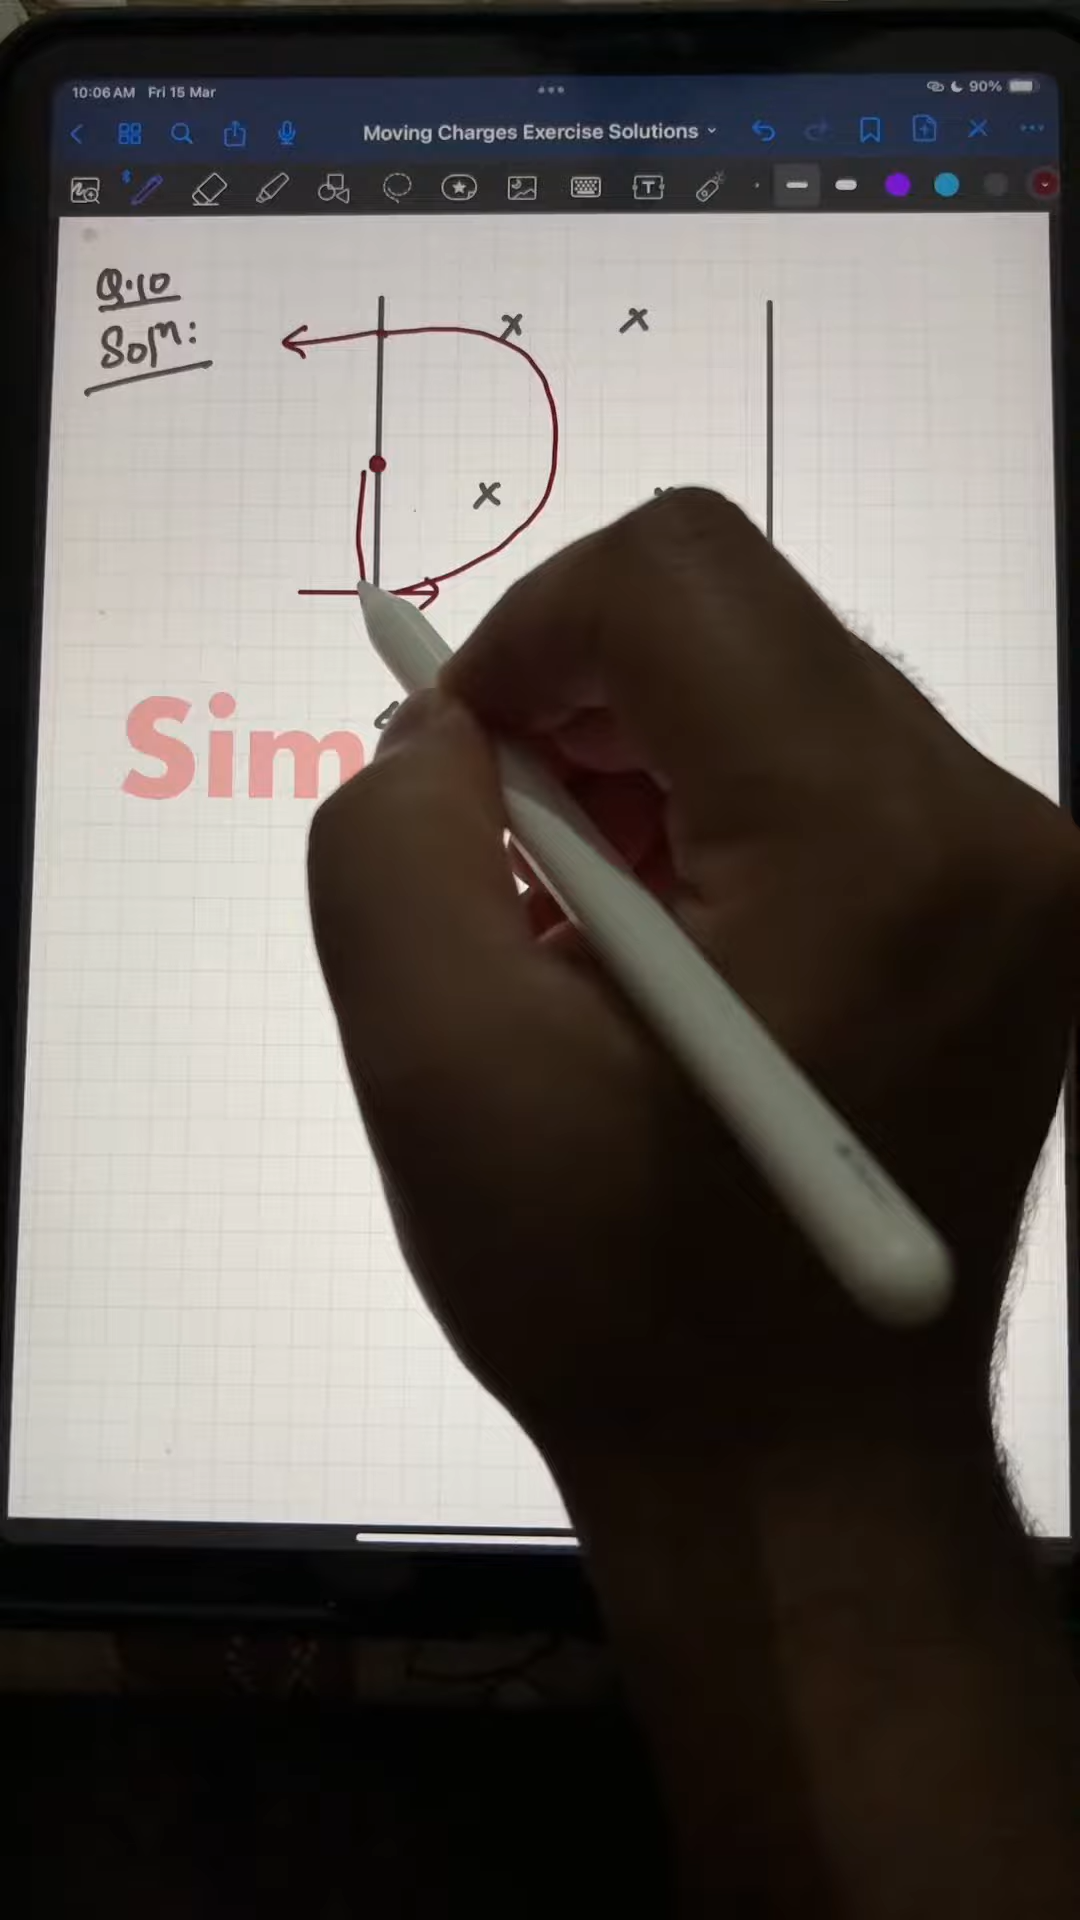 10:06 AM Fri 15 Mar
90%
Moving Charges Exercise Solutions
T
Q.10
Solⁿ:
x x
x
Sim